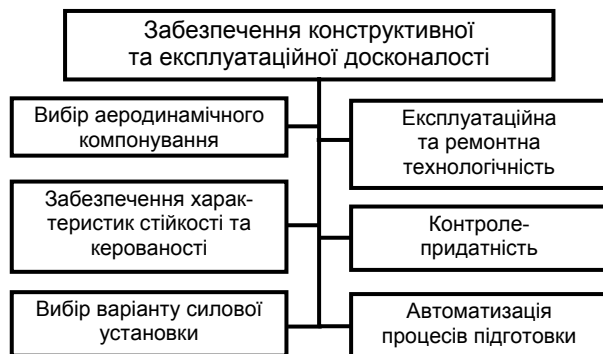 Забезпечення конструктивної
та експлуатаційної досконалості
Вибір аеродинамічного
компонування
Забезпечення харак-
теристик стійкості та
керованості
Вибір варіанту силової
установки
Експлуатаційна
та ремонтна
технологічність
Контроле-
придатність
Автоматизація
процесів підготовки